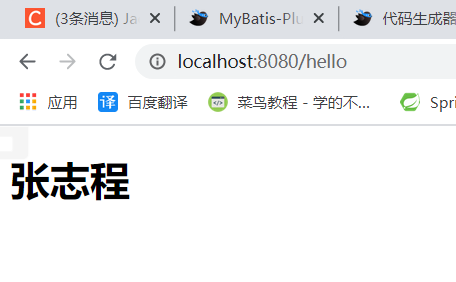 (3条消息) Ja
MyBatis-Plu
代码生成器
localhost:8080/hello
应用
译 百度翻译
菜鸟教程 - 学的不...
Spri
张志程